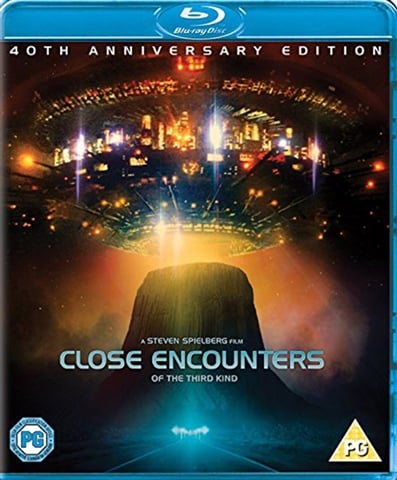 Blu-ray Disc
40TH ANNIVERSARY EDITION
A STEVEN SPIELBERG FILM
CLOSE ENCOUNTERS
OF THE THIRD KIND
PG
PG